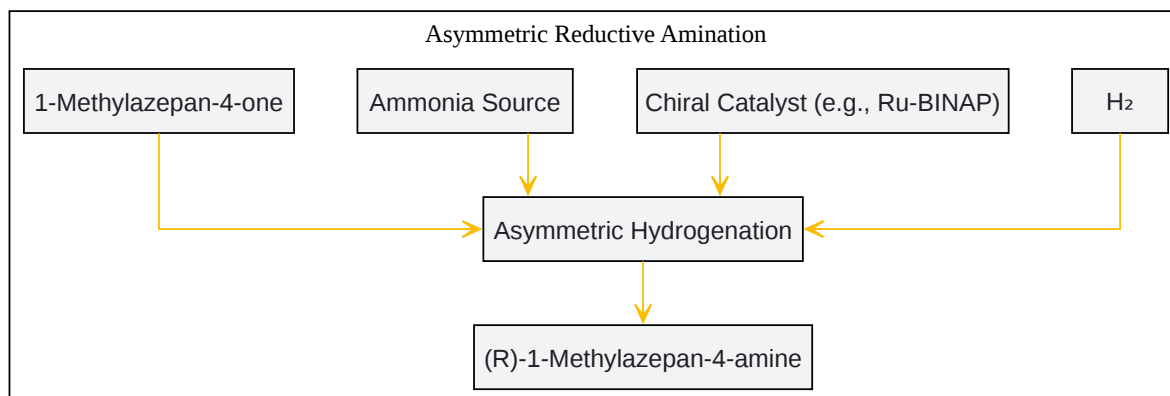 Asymmetric Reductive Amination
1-Methylazepan-4-one
Ammonia Source
Chiral Catalyst (e.g., Ru-BINAP)
H₂
Asymmetric Hydrogenation
(R)-1-Methylazepan-4-amine